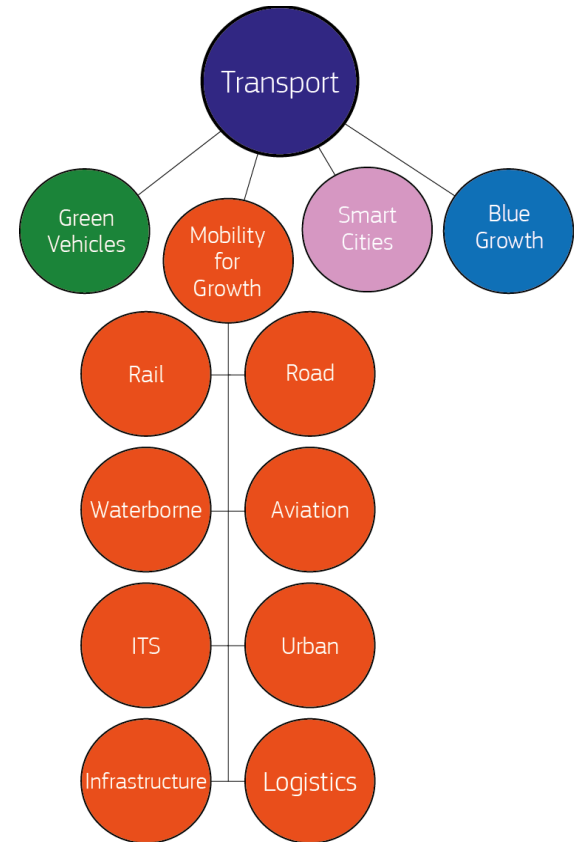 Transport
Green
Vehicles
Mobility
for
Growth
Smart
Cities
Blue
Growth
Rail
Road
Waterborne
Aviation
ITS
Urban
Infrastructure
Logistics